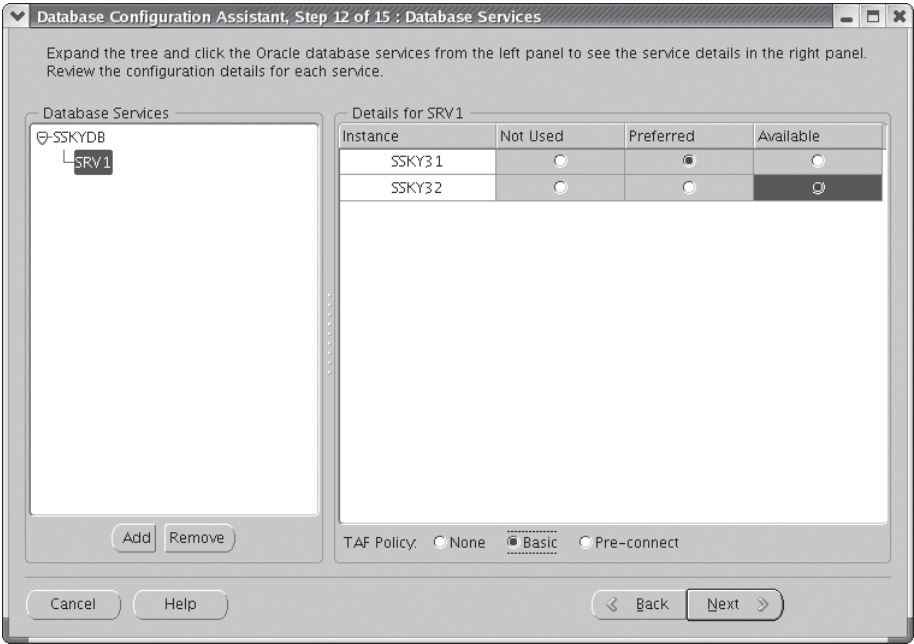 Database Configuration Assistant, Step 12 of 15 : Database Services
Expand the tree and click the Oracle database services from the left panel to see the service details in the right panel.
Review the configuration details for each service.
Database Services
SSKYDB
SRV1
Add Remove
Details for SRV1
Instance Not Used Preferred Available
SSKY31
SSKY32
TAF Policy: None Basic Pre-connect
Cancel Help Back Next